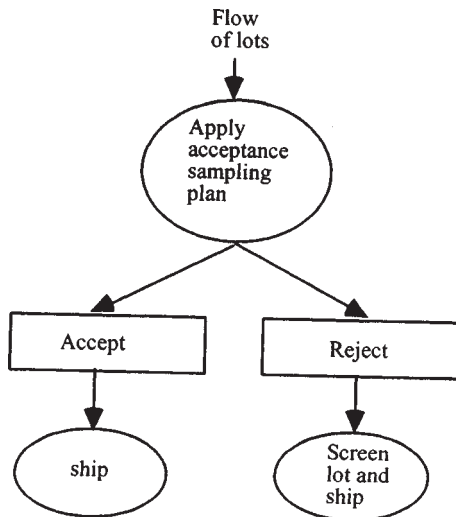 Flow
of lots
Apply
acceptance
sampling
plan
Accept
Reject
ship
Screen
lot and
ship